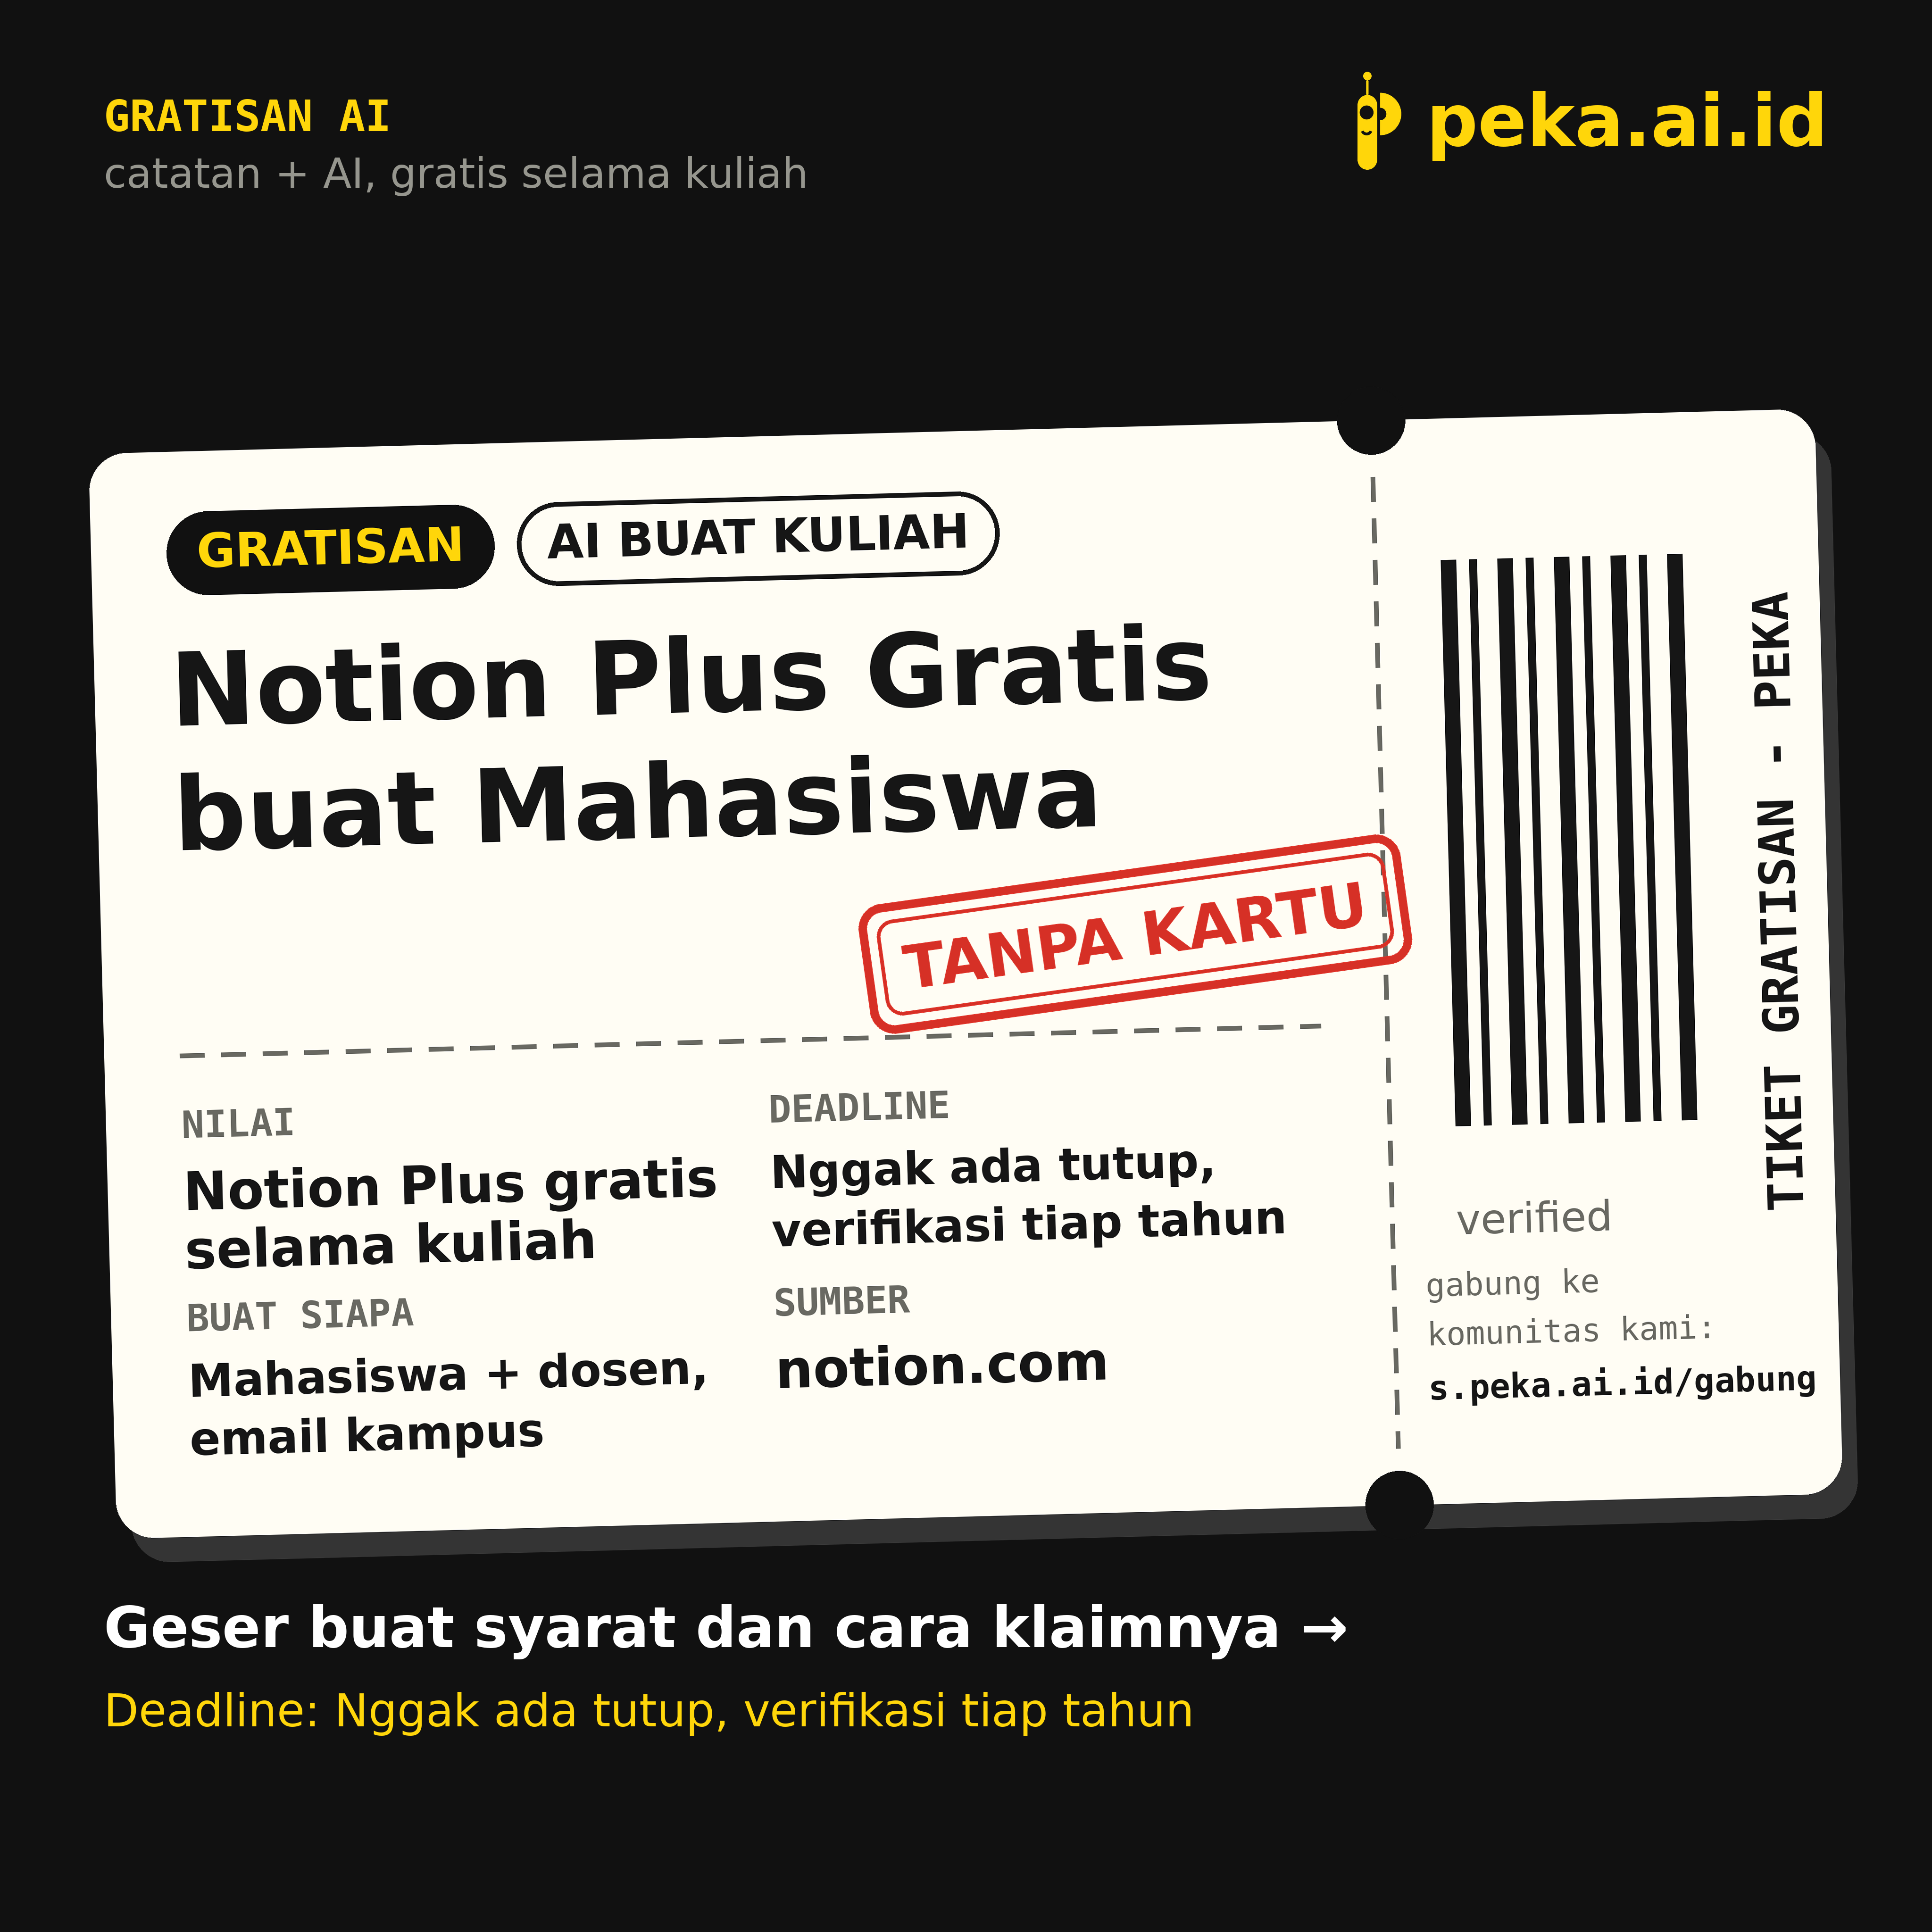 GRATISAN AI
catatan + AI, gratis selama kuliah
peka.ai.id
GRATISAN
AI BUAT KULIAH
Notion Plus Gratis
buat Mahasiswa
TANPA KARTU
NILAI
Notion Plus gratis
selama kuliah
DEADLINE
Nggak ada tutup,
verifikasi tiap tahun
BUAT SIAPA
Mahasiswa + dosen,
email kampus
SUMBER
notion.com
TIKET GRATISAN - PEKA
verified
gabung ke
komunitas kami:
s.peka.ai.id/gabung
Geser buat syarat dan cara klaimnya →
Deadline: Nggak ada tutup, verifikasi tiap tahun